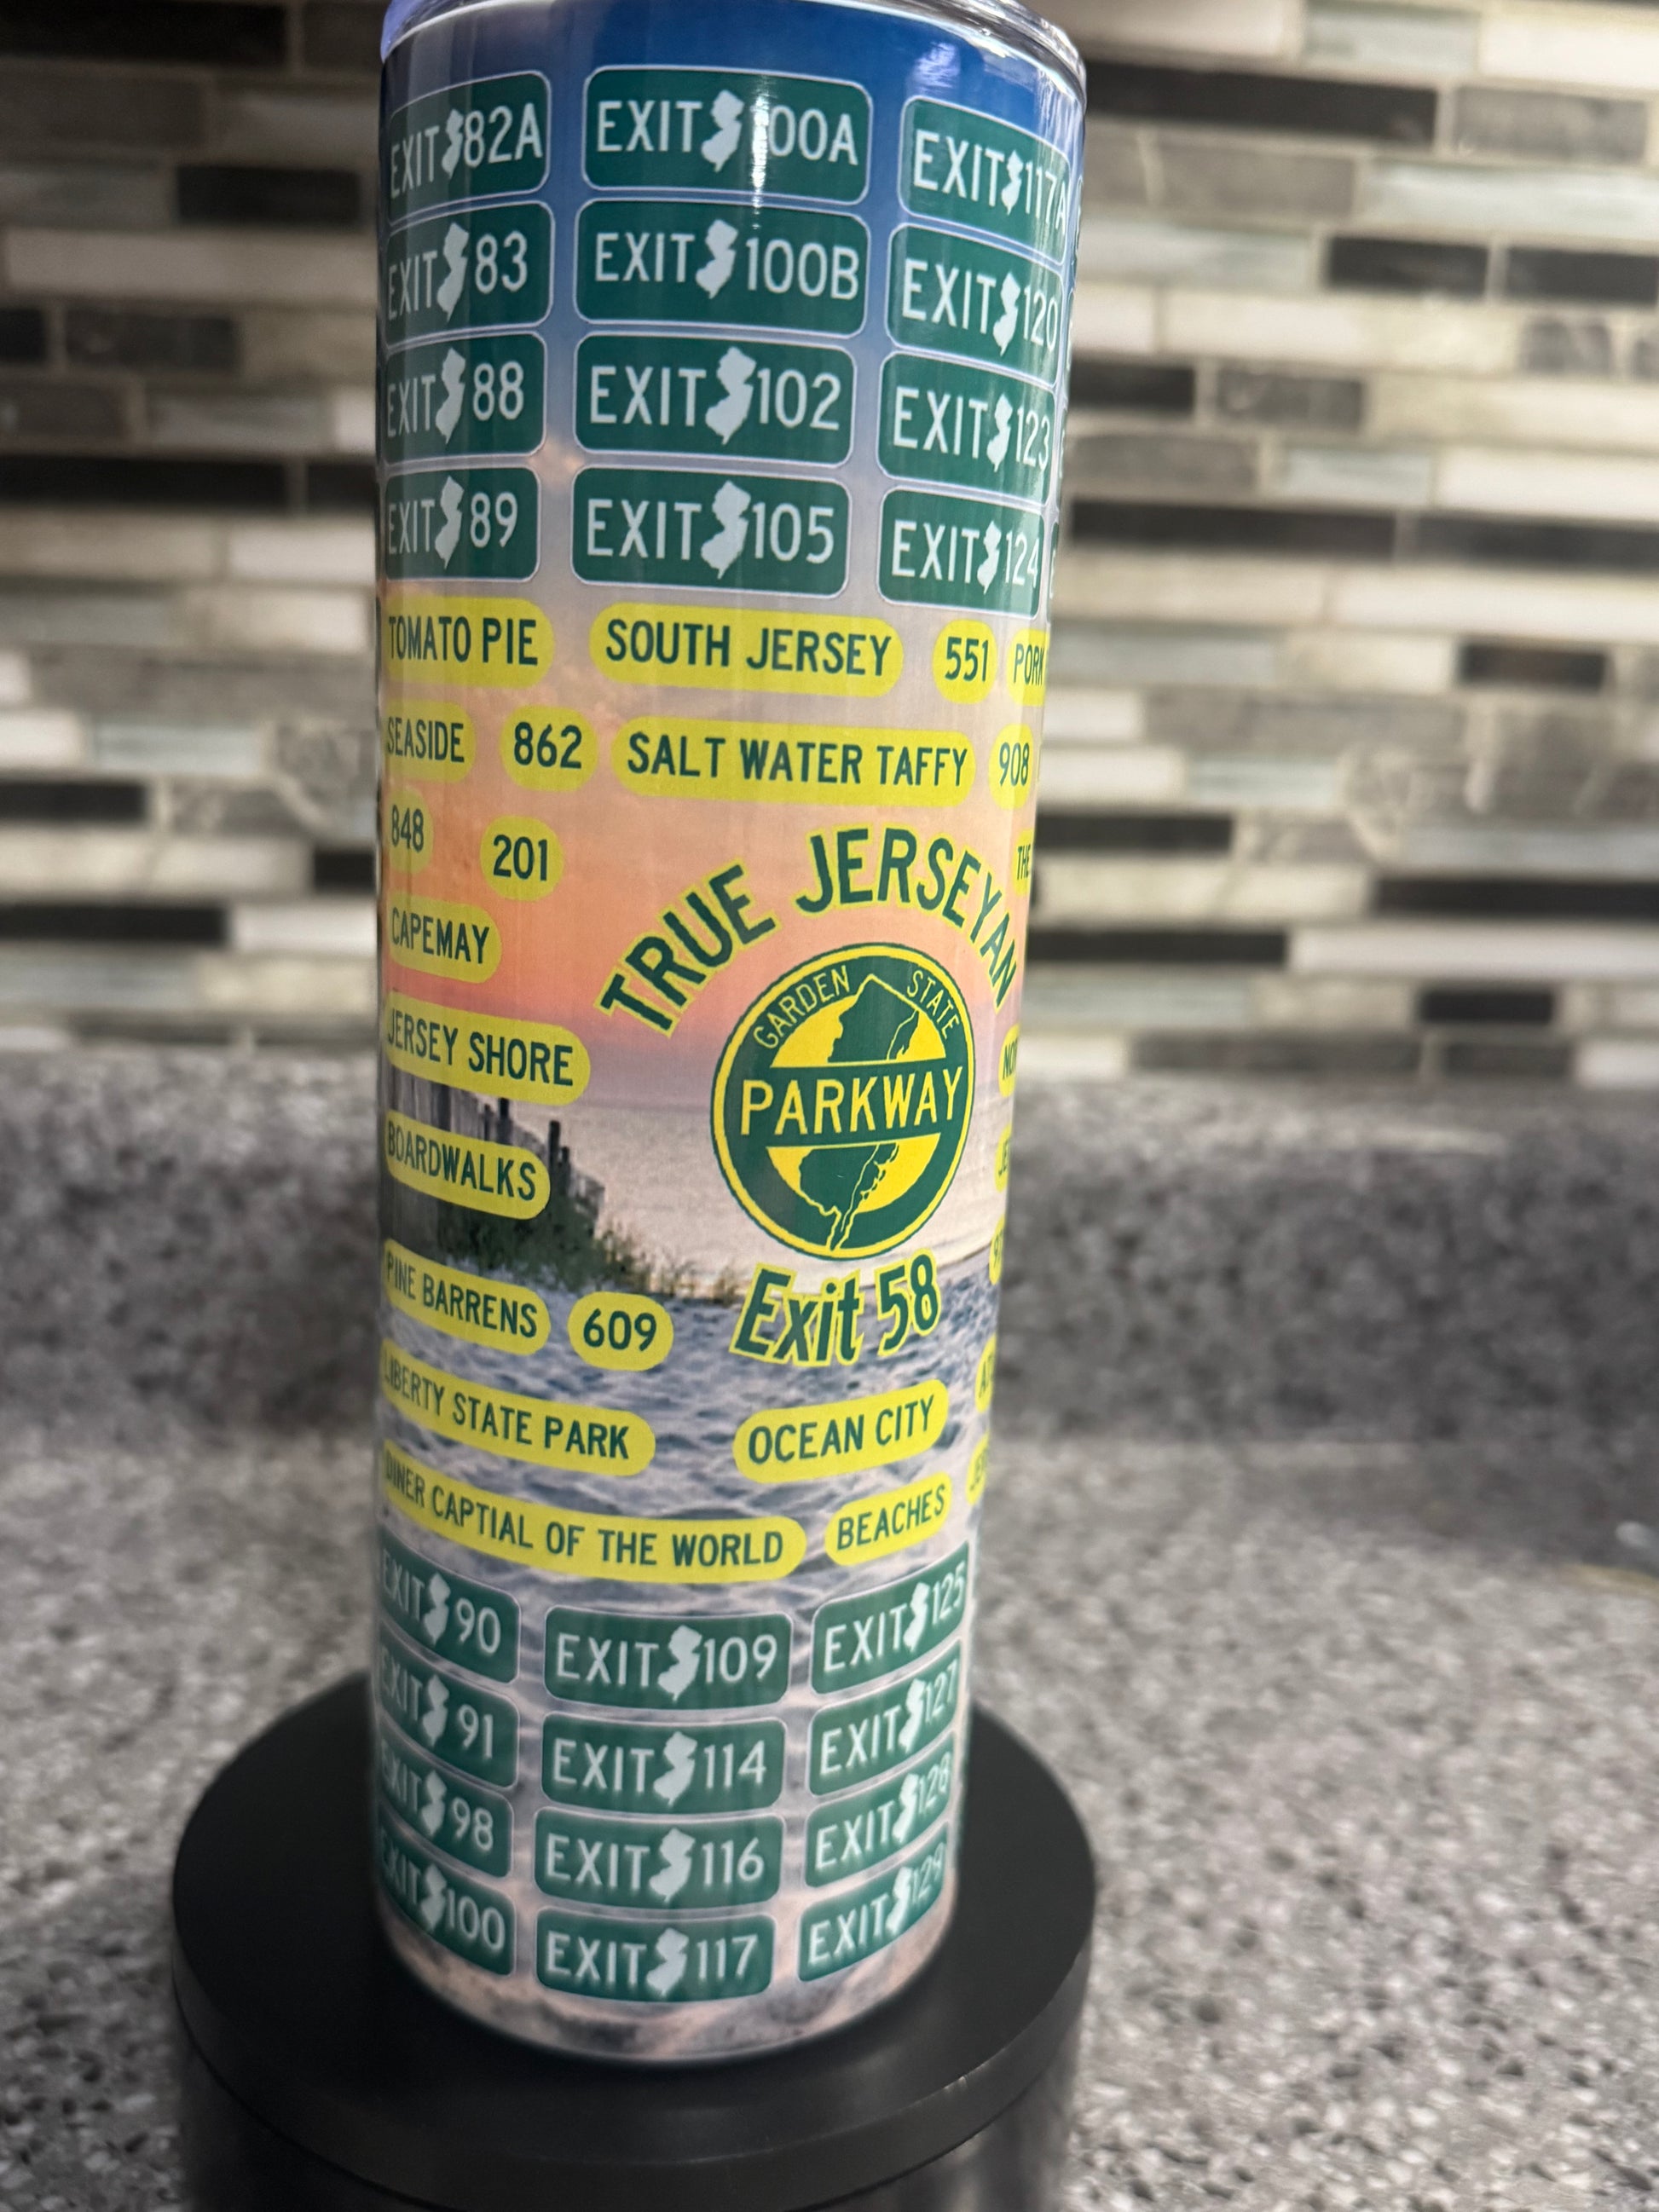 EXIT 82A EXIT 100A EXIT 117A
EXIT 83 EXIT 100B EXIT 120
EXIT 88 EXIT 102 EXIT 123
EXIT 89 EXIT 105 EXIT 124
TOMATO PIE SOUTH JERSEY 551 PORK
SEASIDE 862 SALT WATER TAFFY 908
848 201 THE
TRUE JERSEYAN
CAPEMAY
GARDEN STATE
PARKWAY
JERSEY SHORE
BOARDWALKS
Exit 58
PINE BARRENS 609
LIBERTY STATE PARK OCEAN CITY
DINER CAPTIAL OF THE WORLD BEACHES
EXIT 90 EXIT 109 EXIT 125
EXIT 91 EXIT 114 EXIT 127
EXIT 98 EXIT 116 EXIT 128
EXIT 100 EXIT 117 EXIT 129